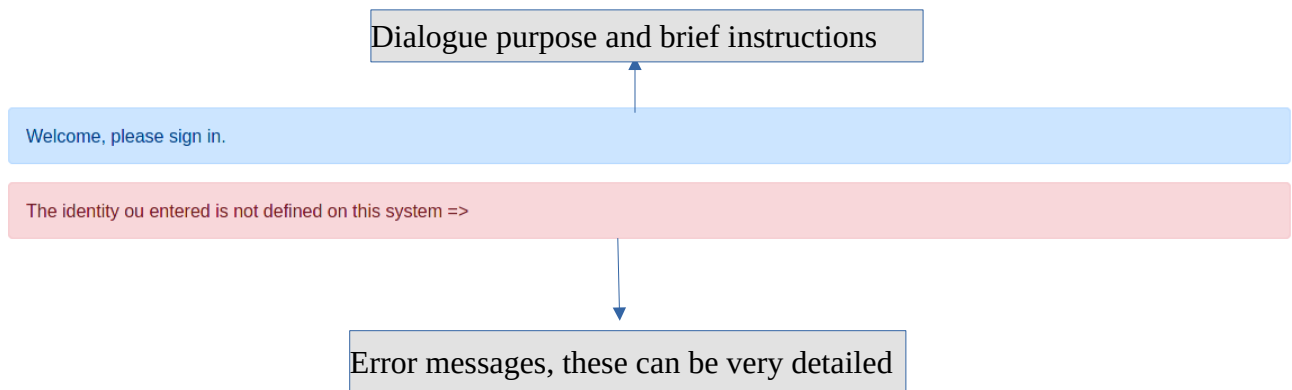 Dialogue purpose and brief instructions
Welcome, please sign in.
The identity ou entered is not defined on this system =>
Error messages, these can be very detailed